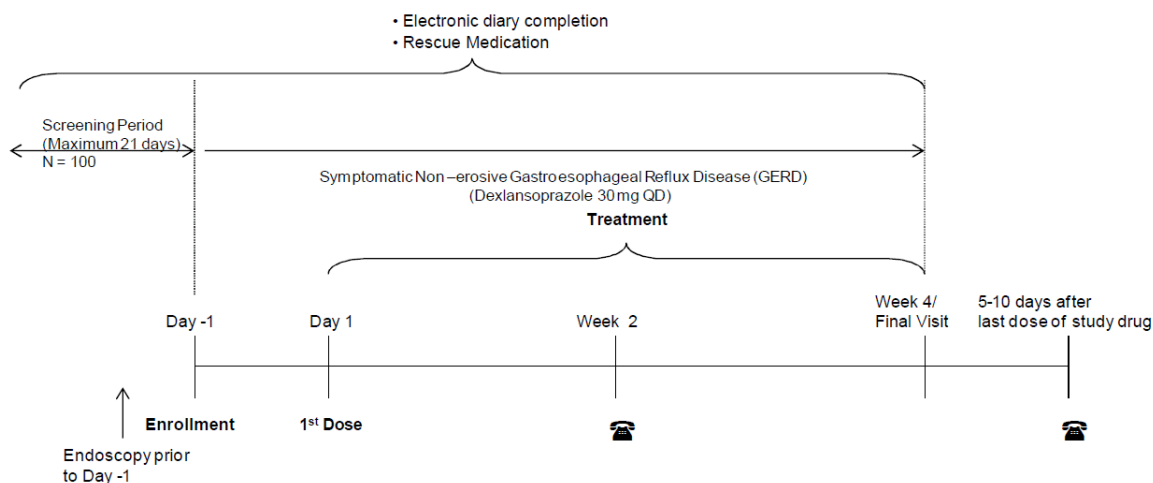 • Electronic diary completion
• Rescue Medication
Screening Period
(Maximum 21 days)
N = 100
Symptomatic Non –erosive Gastroesophageal Reflux Disease (GERD)
(Dexlansoprazole 30 mg QD)
Treatment
Day -1
Day 1
Week 2
Week 4/
Final Visit
5-10 days after
last dose of study drug
Enrollment
1st Dose
Endoscopy prior
to Day -1